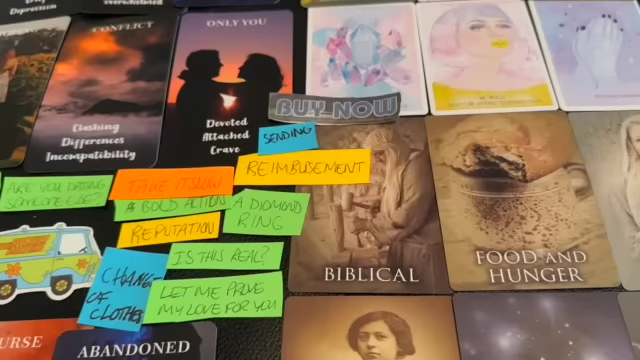 Depression
CONFLICT
Clashing
Differences
Incompatibility
ONLY YOU
Devoted
Attached
Crave
BUY NOW
SENDING
REIMBUSEMENT
ARE YOU DATING
SOMEONE ELSE?
TAKE IT SLOW
A BOLD ACTION
A DIAMOND
RING
REPUTATION
IS THIS REAL?
CHANGE
OF
CLOTHES
LET ME PROVE
MY LOVE FOR YOU
BIBLICAL
FOOD AND
HUNGER
URSE
ABANDONED